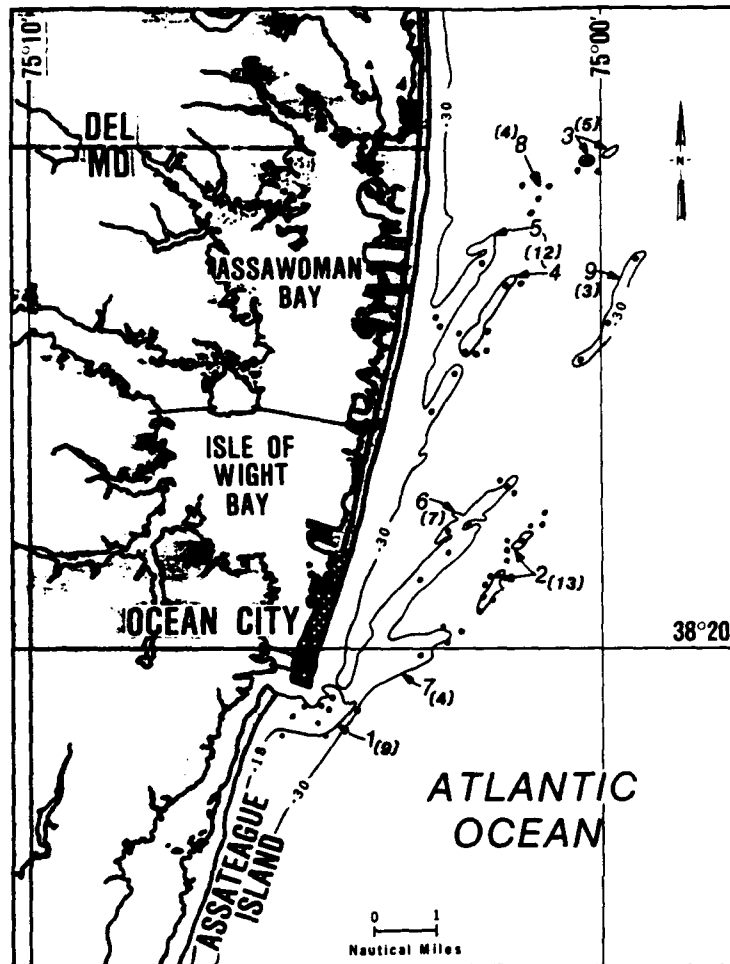 75°10'
75°00'
DEL
MD
-30
(4)
8
3
(5)
N
5
(12)
4
9
(3)
-30
ASSAWOMAN
BAY
ISLE OF
WIGHT
BAY
-30
6
(7)
2
(13)
OCEAN CITY
38°20'
7
(4)
1
(9)
-18
-30
ATLANTIC
OCEAN
ASSATEAGUE
ISLAND
0 1
Nautical Miles